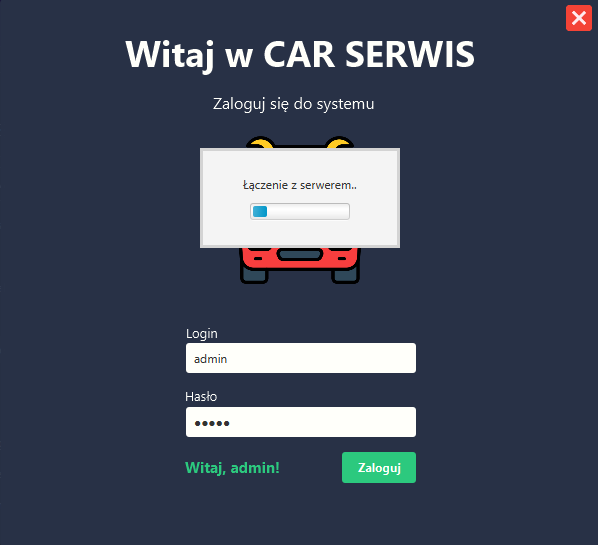 Witaj w CAR SERWIS
Zaloguj się do systemu
Łączenie z serwerem..
Login
admin
Hasło
●●●●●
Witaj, admin!
Zaloguj